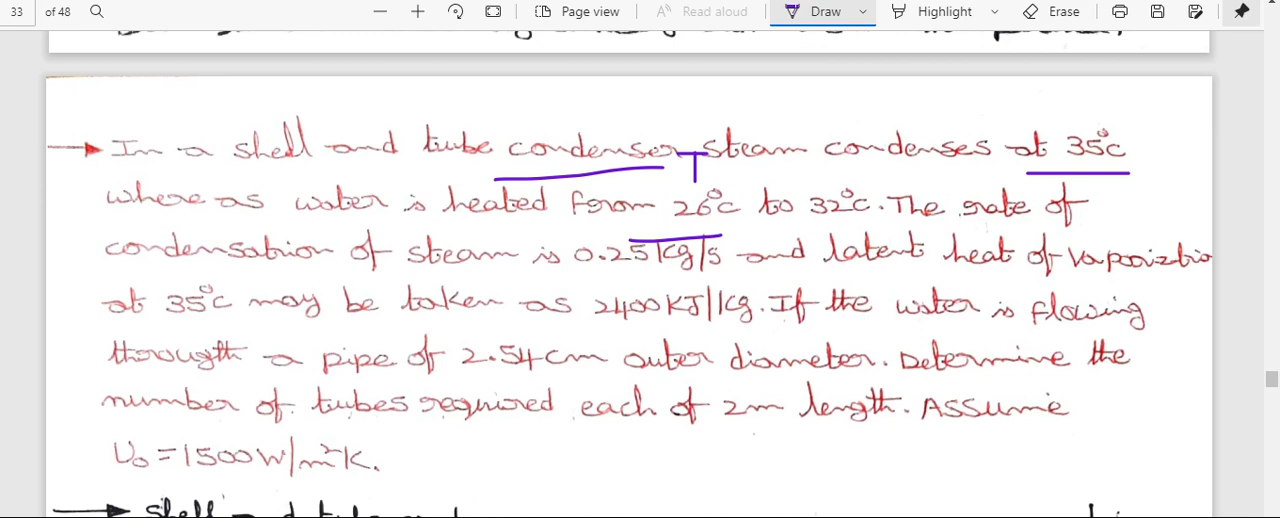 33 of 48 Page view Read aloud Draw Highlight Erase
→ In a shell and tube condenser steam condenses at 35°c
where as water is heated from 26°c to 32°c. The rate of
condensation of steam is 0.25 kg/s and latent heat of vaporiztio
at 35°c may be taken as 2400 KJ/kg. If the water is flowing
through a pipe of 2.54 cm outer diameter. Determine the
number of tubes required each of 2m length. Assume
U₀ = 1500 W/m²K.